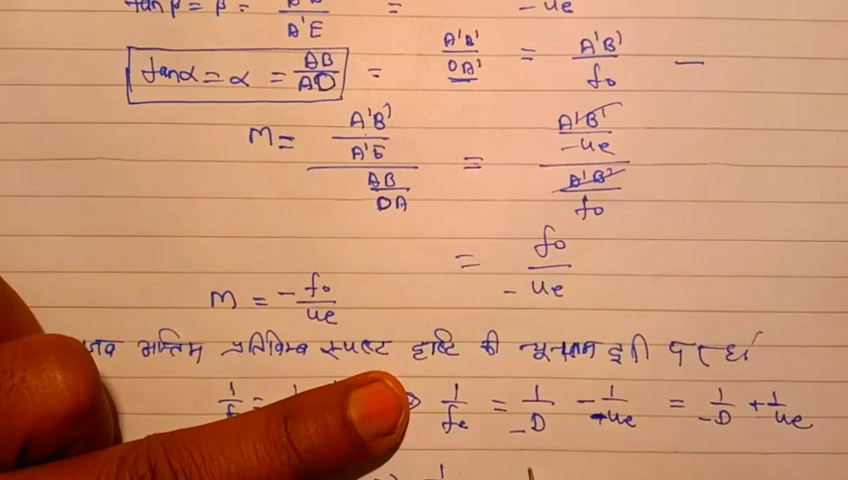 tanβ = β = /A'E = -ue
tanα = α = AB/AO = A'B'/OA' = A'B'/fo —
M = (A'B'/A'E)/(AB/OA) = (A'B'/-ue)/(A'B'/fo)
= fo/-ue
M = -fo/ue
जब अन्तिम प्रतिबिम्ब स्पष्ट दृष्टि की न्यूनतम दूरी पर
1/fe = 1/-D - 1/-ue = 1/-D + 1/ue